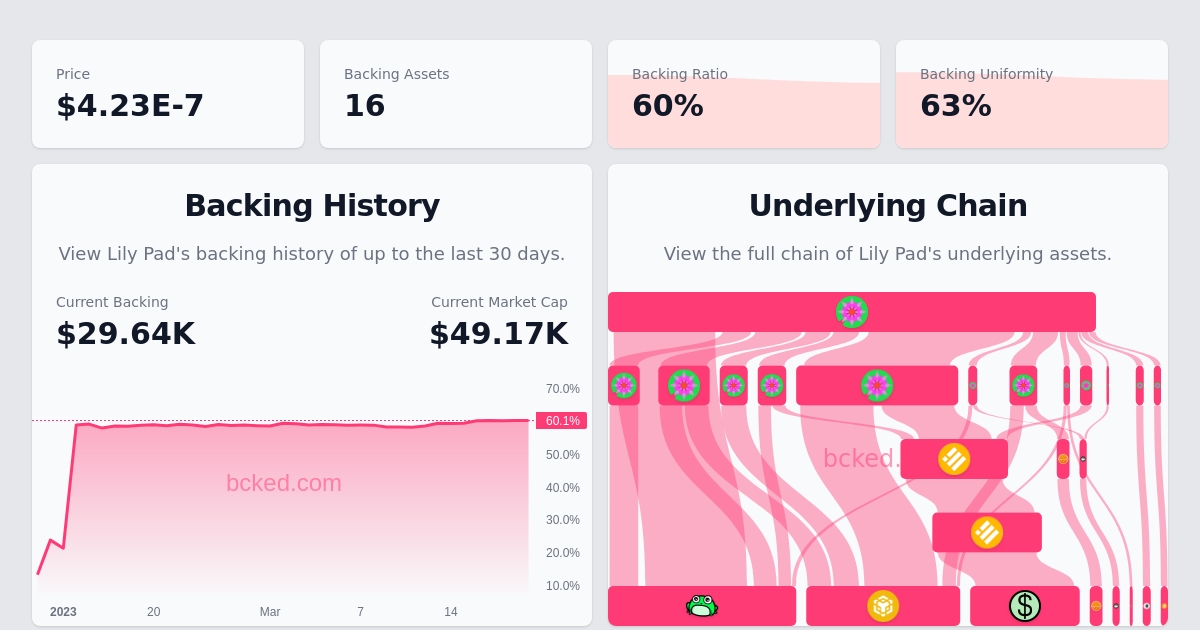 Price
$4.23E-7
Backing Assets
16
Backing Ratio
60%
Backing Uniformity
63%
Backing History
View Lily Pad's backing history of up to the last 30 days.
Current Backing
$29.64K
Current Market Cap
$49.17K
70.0%
60.1%
50.0%
40.0%
30.0%
20.0%
10.0%
bcked.com
2023
20
Mar
7
14
Underlying Chain
View the full chain of Lily Pad's underlying assets.
bcked.
$